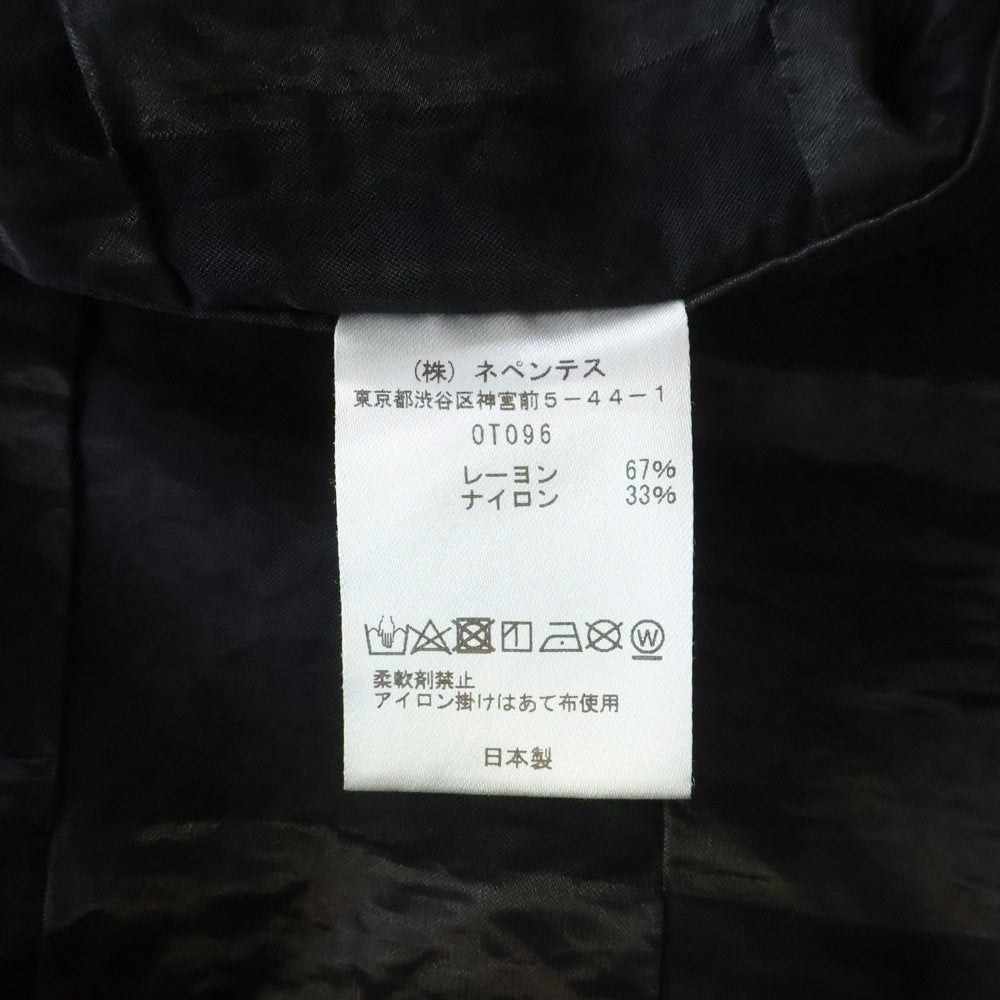 (株) ネペンテス
東京都渋谷区神宮前5-44-1
OT096
レーヨン 67%
ナイロン 33%
W
柔軟剤禁止
アイロン掛けはあて布使用
日本製